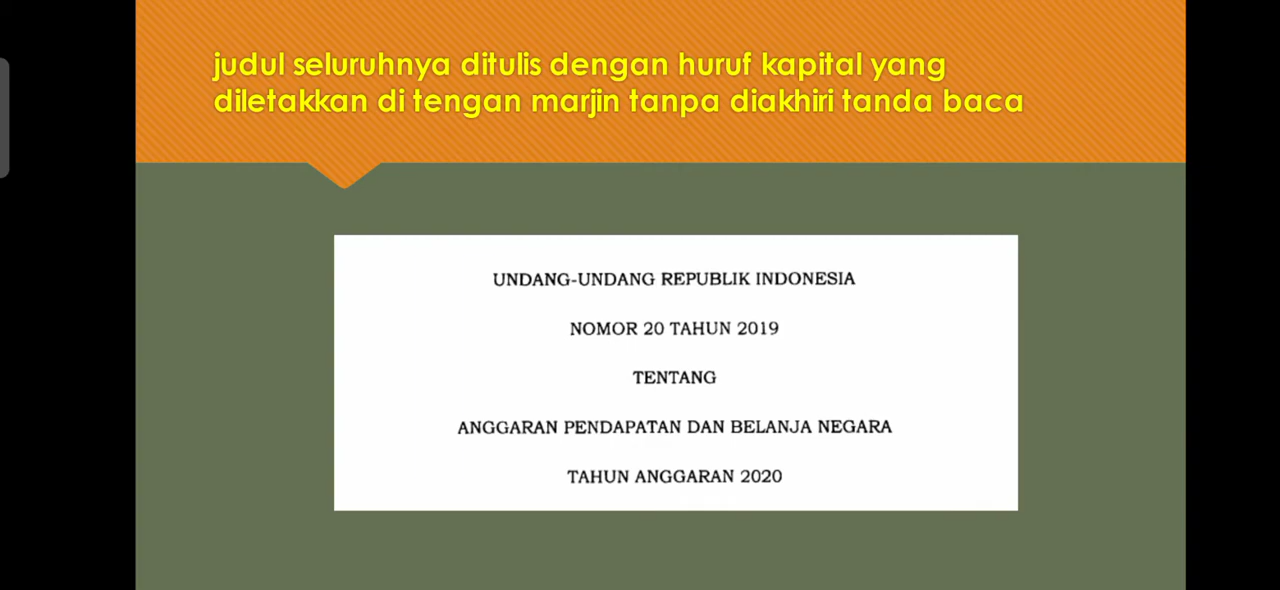 judul seluruhnya ditulis dengan huruf kapital yang
diletakkan di tengan marjin tanpa diakhiri tanda baca
UNDANG-UNDANG REPUBLIK INDONESIA
NOMOR 20 TAHUN 2019
TENTANG
ANGGARAN PENDAPATAN DAN BELANJA NEGARA
TAHUN ANGGARAN 2020